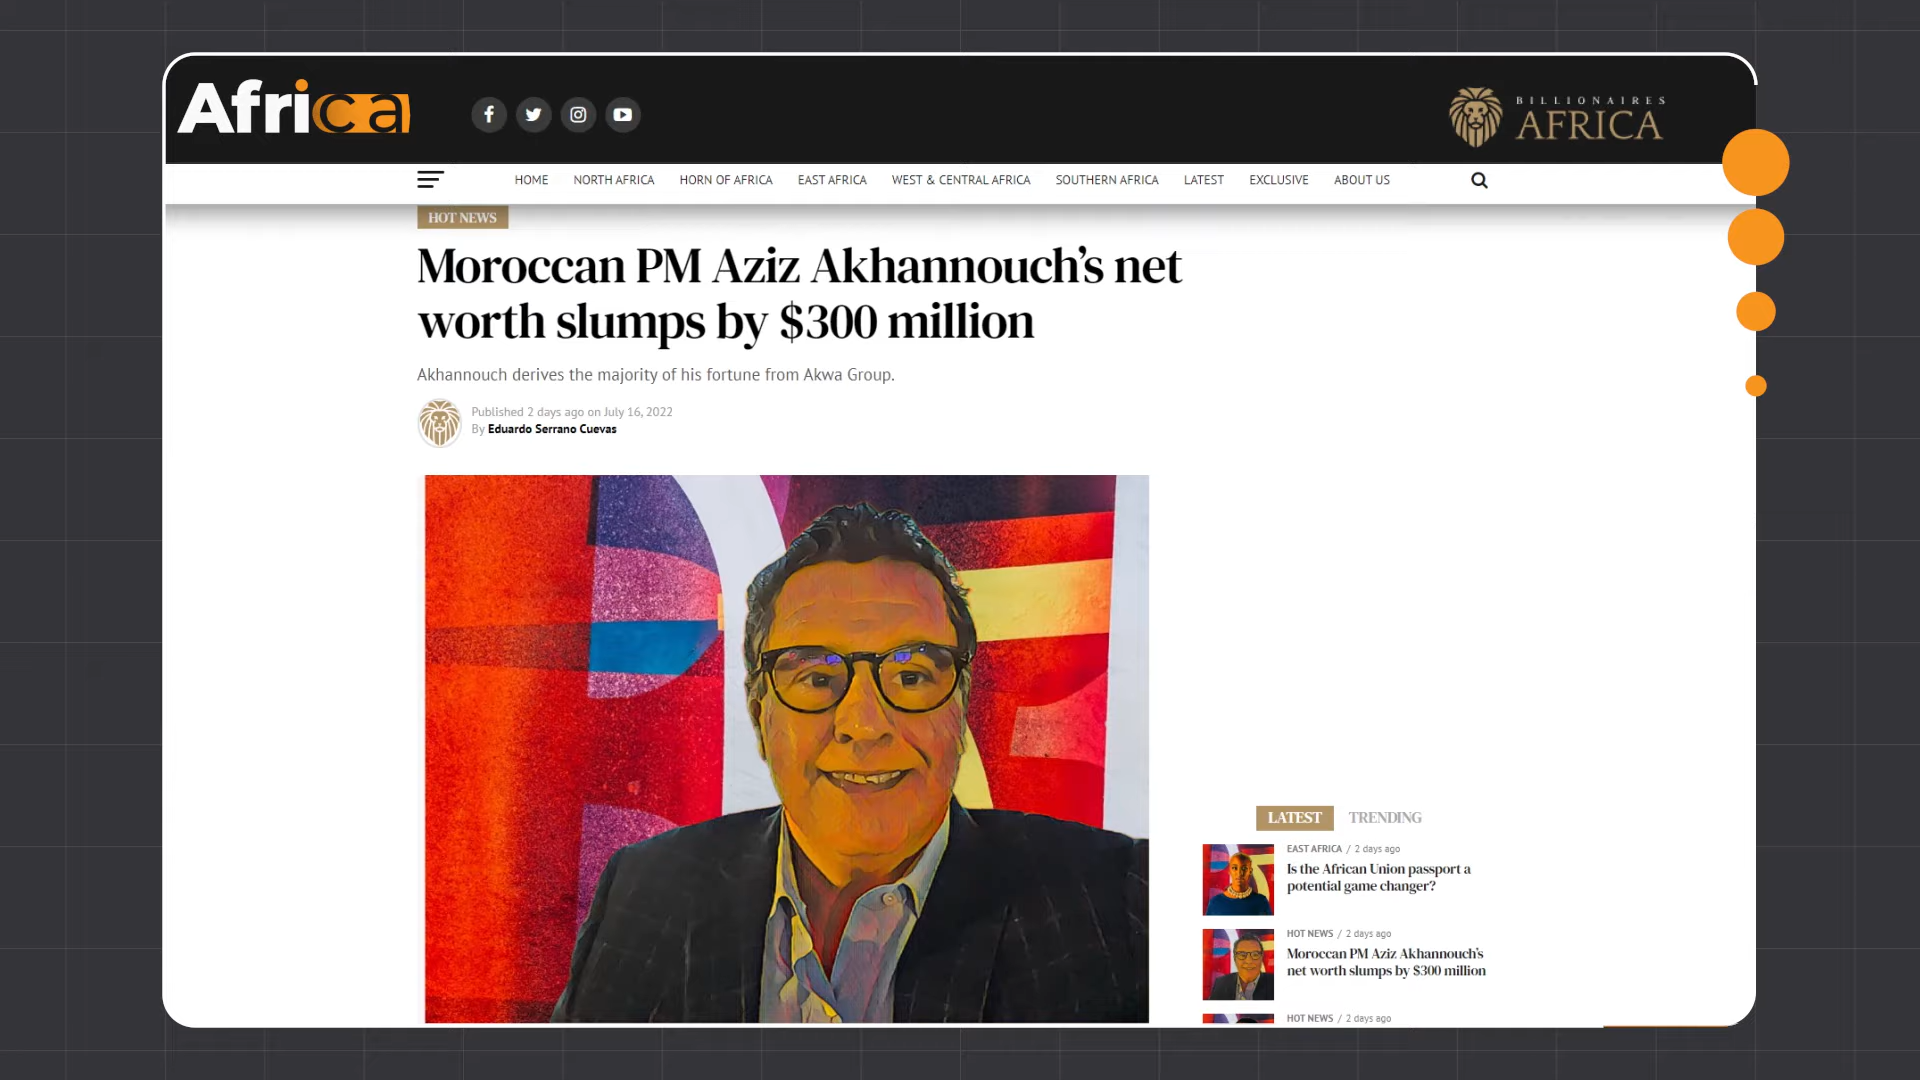 Africa
BILLIONAIRES
AFRICA
HOME NORTH AFRICA HORN OF AFRICA EAST AFRICA WEST & CENTRAL AFRICA SOUTHERN AFRICA LATEST EXCLUSIVE ABOUT US
HOT NEWS
Moroccan PM Aziz Akhannouch’s net
worth slumps by $300 million
Akhannouch derives the majority of his fortune from Akwa Group.
Published 2 days ago on July 16, 2022
By Eduardo Serrano Cuevas
LATEST TRENDING
EAST AFRICA / 2 days ago
Is the African Union passport a
potential game changer?
HOT NEWS / 2 days ago
Moroccan PM Aziz Akhannouch’s
net worth slumps by $300 million
HOT NEWS / 2 days ago